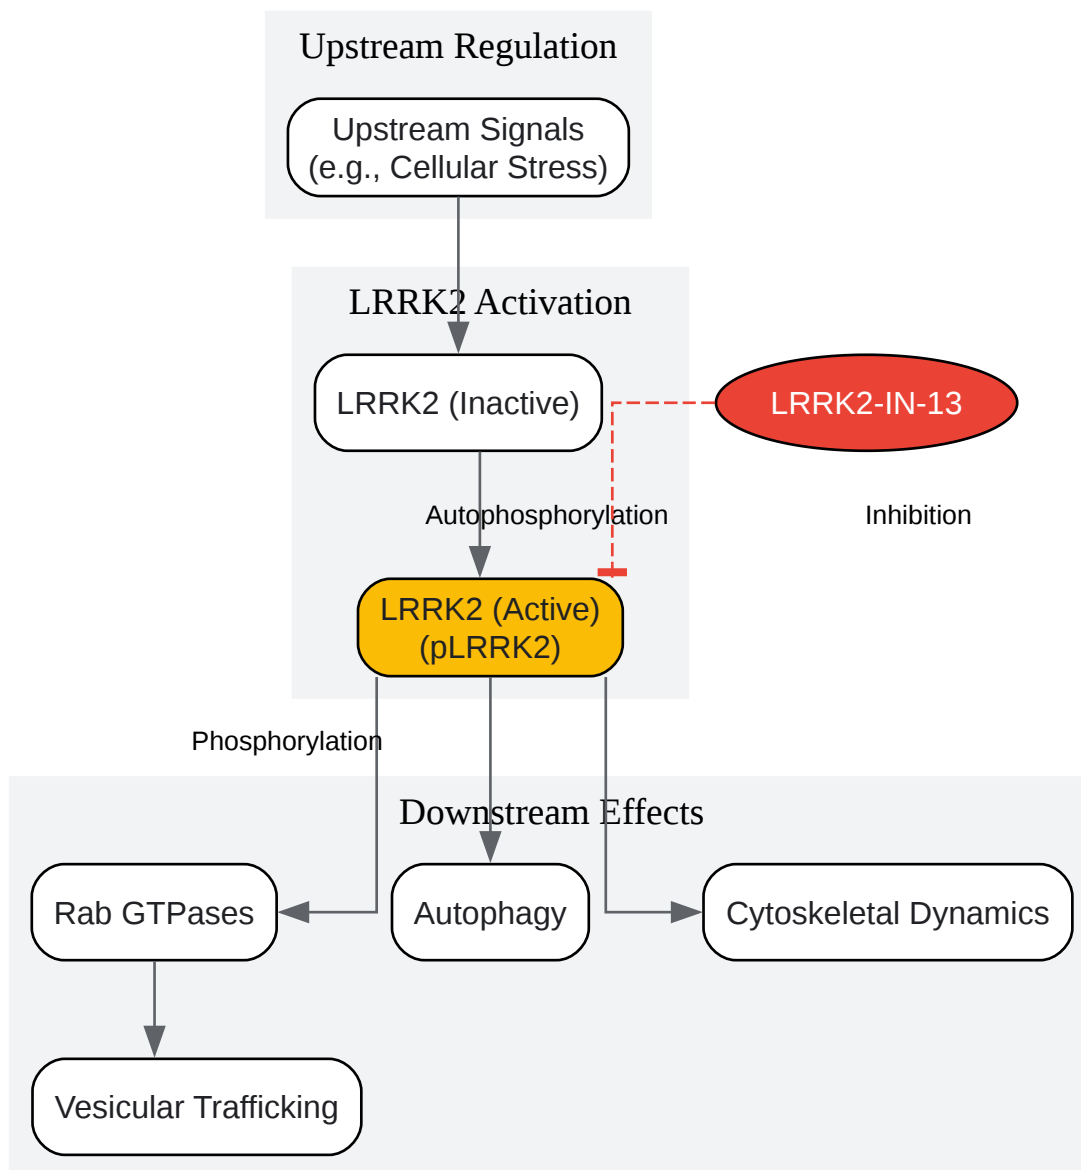 Upstream Regulation
Upstream Signals
(e.g., Cellular Stress)
LRRK2 Activation
LRRK2 (Inactive)
LRRK2-IN-13
Autophosphorylation
Inhibition
LRRK2 (Active)
(pLRRK2)
Phosphorylation
Downstream Effects
Rab GTPases
Autophagy
Cytoskeletal Dynamics
Vesicular Trafficking